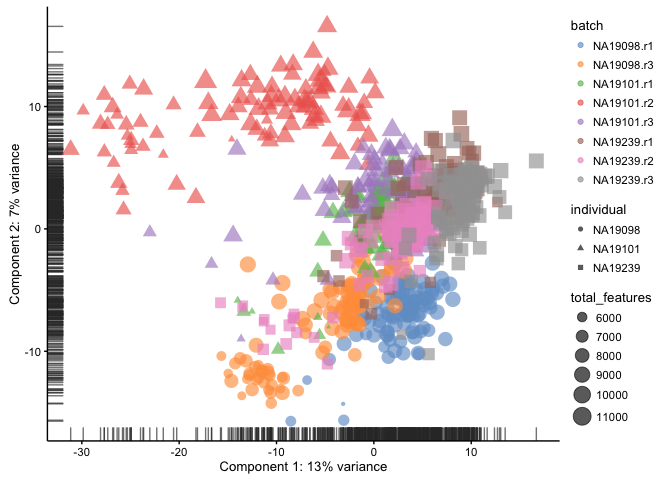 batch
NA19098.r1
NA19098.r3
NA19101.r1
NA19101.r2
NA19101.r3
NA19239.r1
NA19239.r2
NA19239.r3
individual
NA19098
NA19101
NA19239
total_features
6000
7000
8000
9000
10000
11000
Component 2: 7% variance
10
0
-10
-30
-20
-10
0
10
Component 1: 13% variance